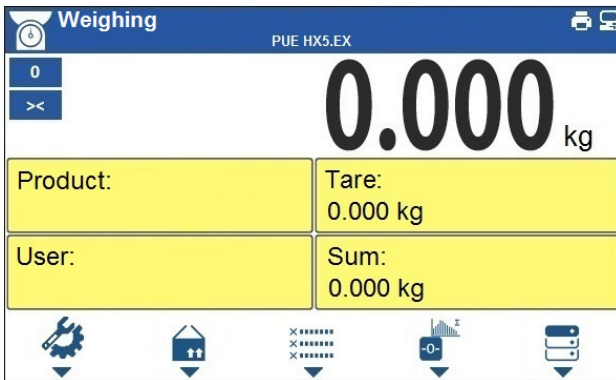 Weighing
PUE HX5.EX
0
><
0.000 kg
Product:
Tare:
0.000 kg
User:
Sum:
0.000 kg
Σ
-0-